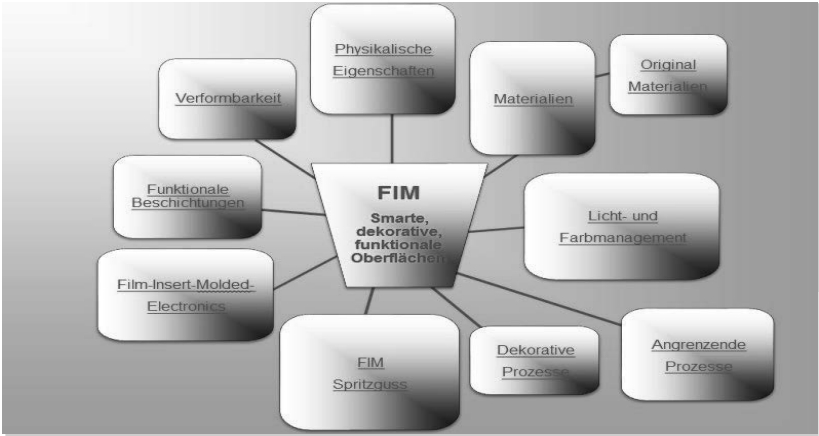 Physikalische
Eigenschaften
Verformbarkeit
Materialien
Original
Materialien
Funktionale
Beschichtungen
FIM
Smarte,
dekorative,
funktionale
Oberflächen
Licht- und
Farbmanagement
Film-Insert-Molded-
Electronics
FIM
Spritzguss
Dekorative
Prozesse
Angrenzende
Prozesse